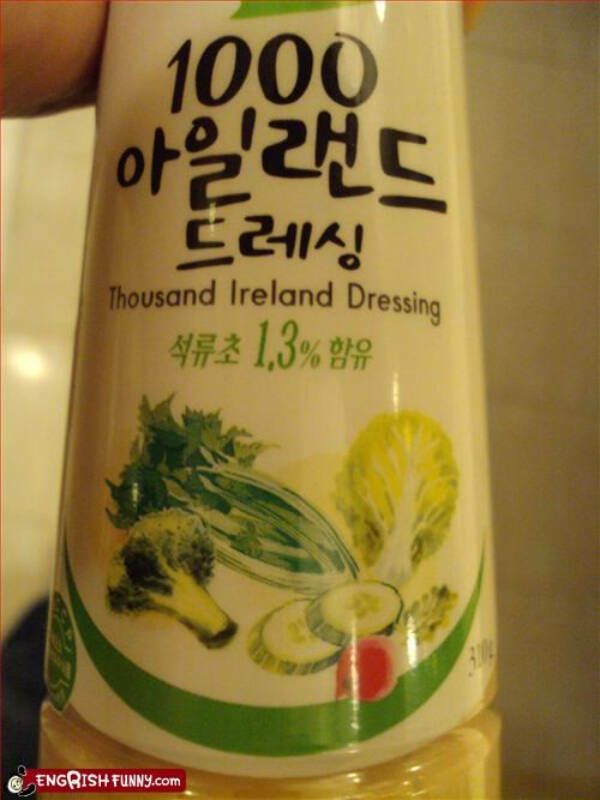 1000
아일랜드
드레싱
Thousand Ireland Dressing
석류초 1,3% 함유
ENGRISH FUNNY.com